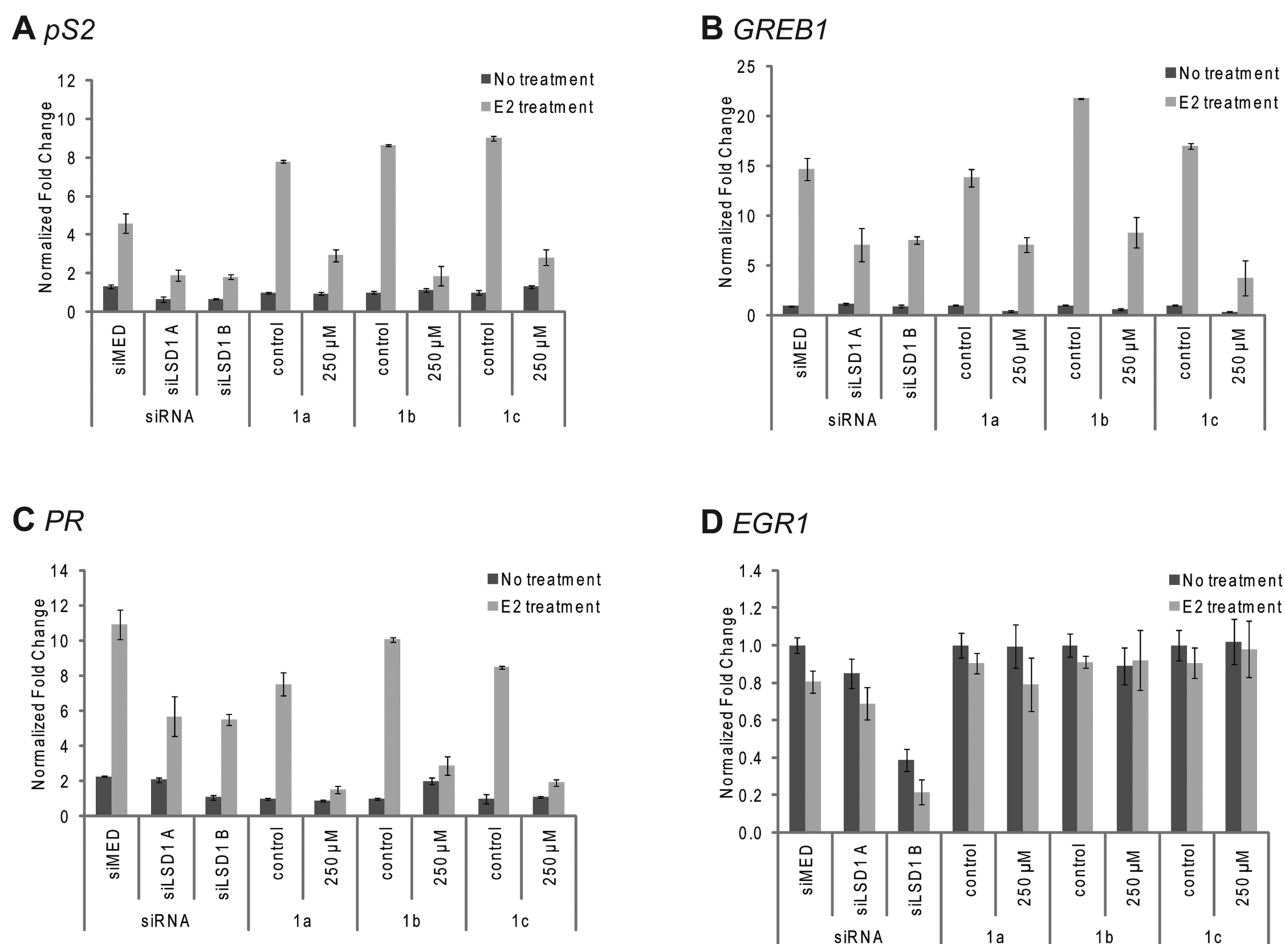 A pS2
No treatment
E2 treatment
Normalized Fold Change
12
10
8
6
4
2
0
siMED
siLSD1 A
siLSD1 B
control
250 µM
control
250 µM
control
250 µM
siRNA
1a
1b
1c
B GREB1
No treatment
E2 treatment
Normalized Fold Change
25
20
15
10
5
0
siMED
siLSD1 A
siLSD1 B
control
250 µM
control
250 µM
control
250 µM
siRNA
1a
1b
1c
C PR
No treatment
E2 treatment
Normalized Fold Change
14
12
10
8
6
4
2
0
siMED
siLSD1 A
siLSD1 B
control
250 µM
control
250 µM
control
250 µM
siRNA
1a
1b
1c
D EGR1
No treatment
E2 treatment
Normalized Fold Change
1.4
1.2
1.0
0.8
0.6
0.4
0.2
0.0
siMED
siLSD1 A
siLSD1 B
control
250 µM
control
250 µM
control
250 µM
siRNA
1a
1b
1c